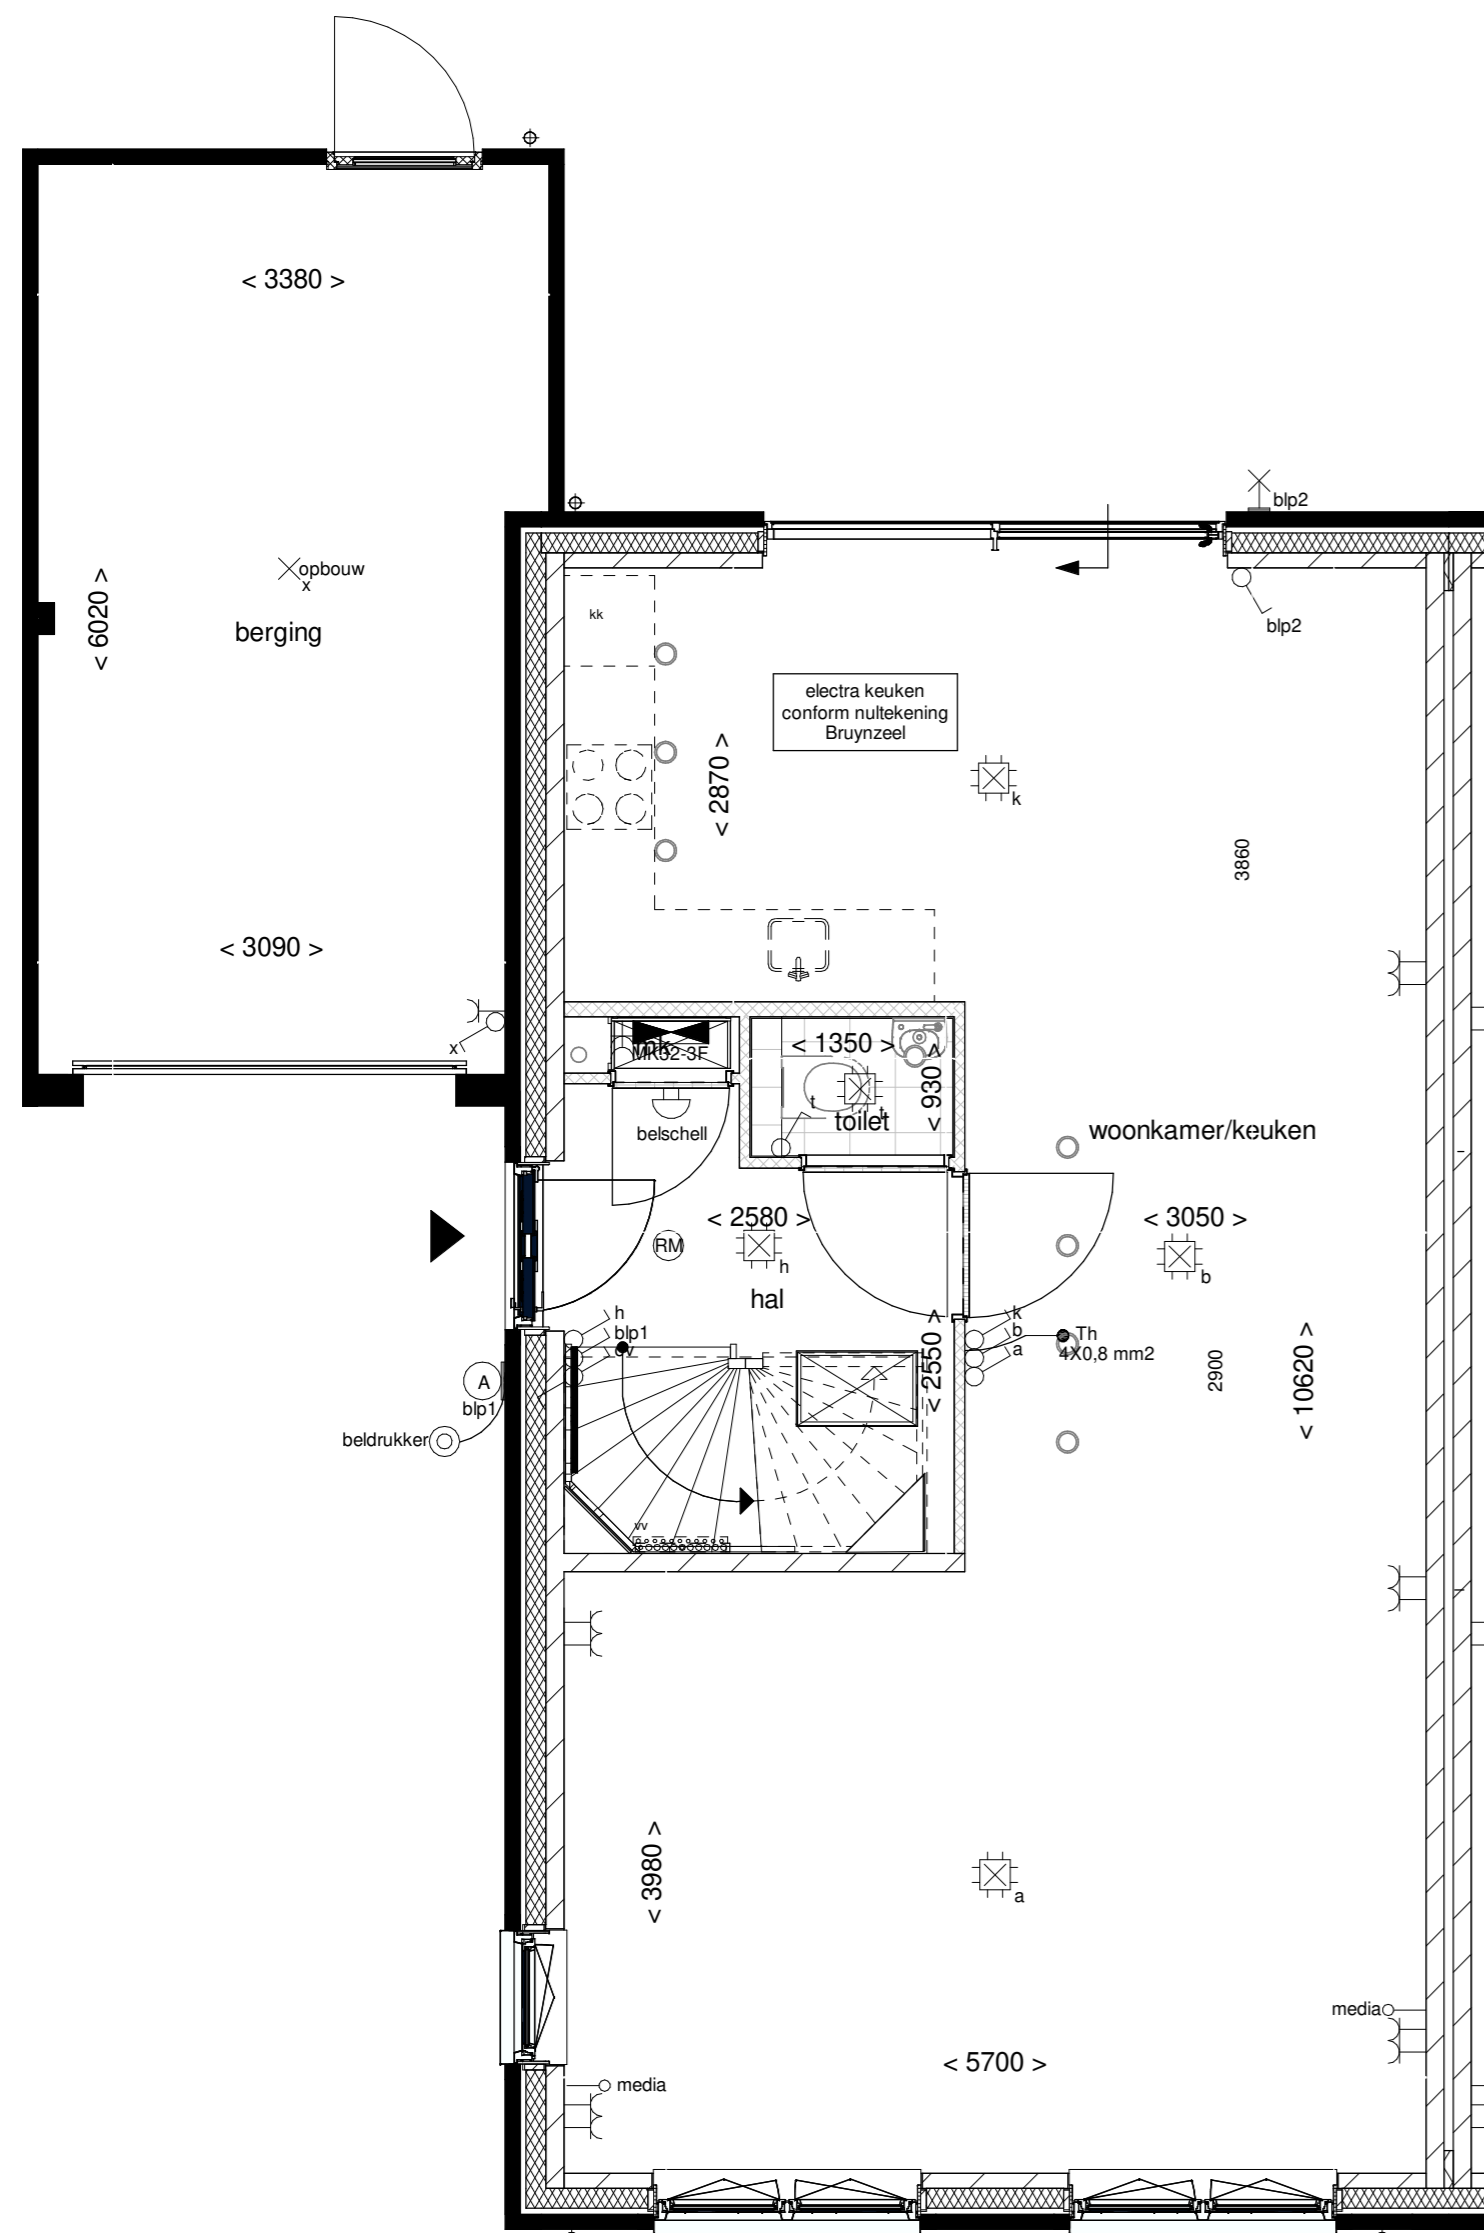 < 3380 >
blp2
opbouw
x
< 6020 >
berging
kk
blp2
electra keuken
conform nultekening
Bruynzeel
< 2870 >
k
3860
< 3090 >
x
mk
MK32-3F
< 1350 >
< 930 >
t
t
toilet
belschell
woonkamer/keuken
< 2580 >
< 3050 >
RM
h
b
hal
h
blp1
k
b
a
Th
4X0,8 mm2
< 2550 >
2900
< 10620 >
A
blp1
beldrukker
vv
< 3980 >
a
media
< 5700 >
media